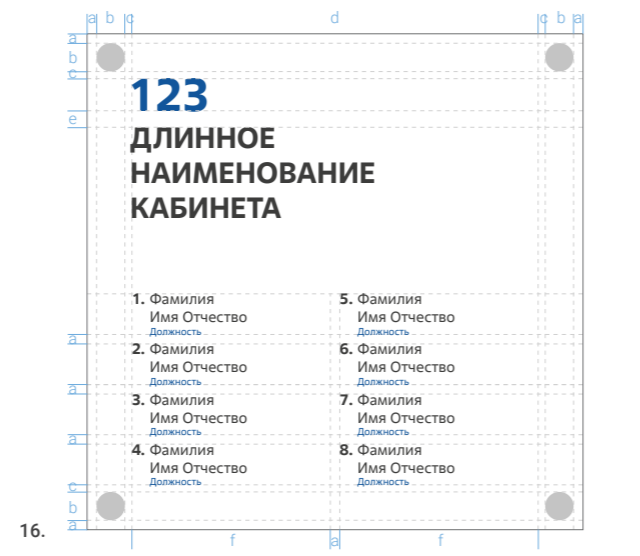 a b c d c b a
a
b
c
123
e
ДЛИННОЕ
НАИМЕНОВАНИЕ
КАБИНЕТА
1. Фамилия
Имя Отчество
Должность
5. Фамилия
Имя Отчество
Должность
a
2. Фамилия
Имя Отчество
Должность
6. Фамилия
Имя Отчество
Должность
a
3. Фамилия
Имя Отчество
Должность
7. Фамилия
Имя Отчество
Должность
a
4. Фамилия
Имя Отчество
Должность
8. Фамилия
Имя Отчество
Должность
c
b
a
16.
f a f